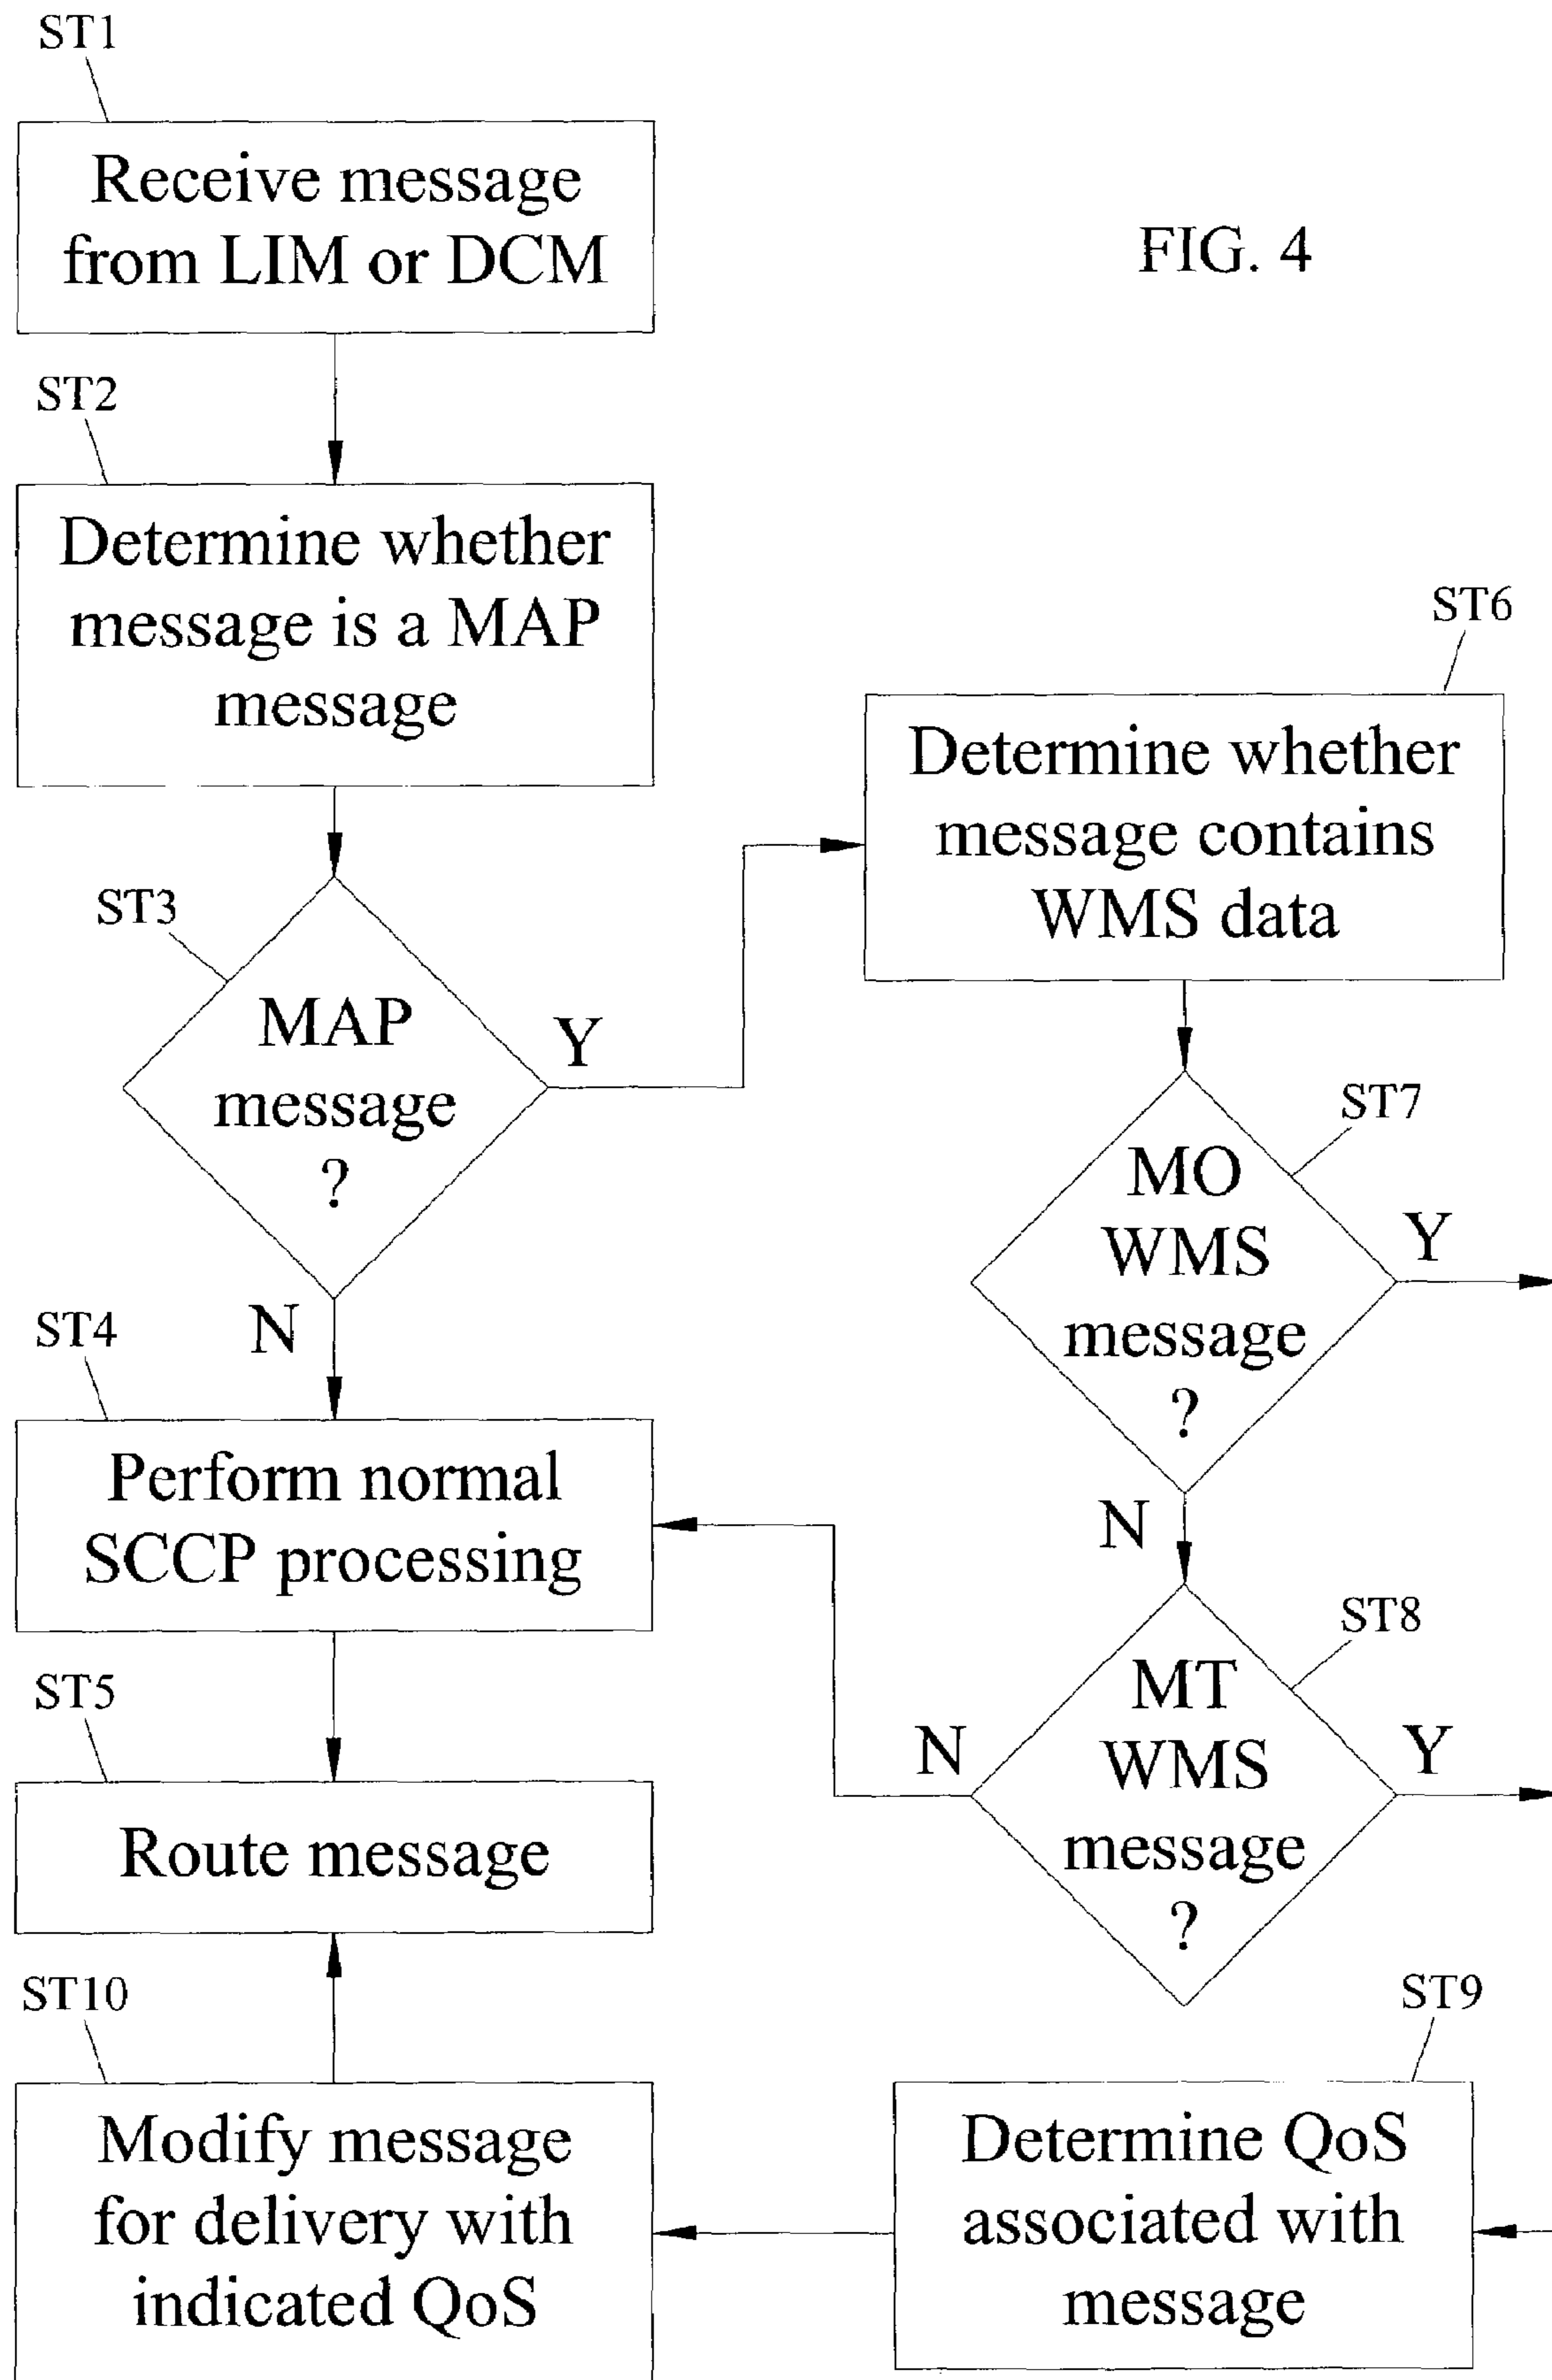 ST1
Receive message
from LIM or DCM
FIG. 4
ST2
Determine whether
message is a MAP
message
ST3
MAP
message
?
Y
N
ST4
Perform normal
SCCP processing
ST5
Route message
ST6
Determine whether
message contains
WMS data
ST7
MO
WMS
message
?
Y
N
ST8
MT
WMS
message
?
Y
N
ST9
Determine QoS
associated with
message
ST10
Modify message
for delivery with
indicated QoS